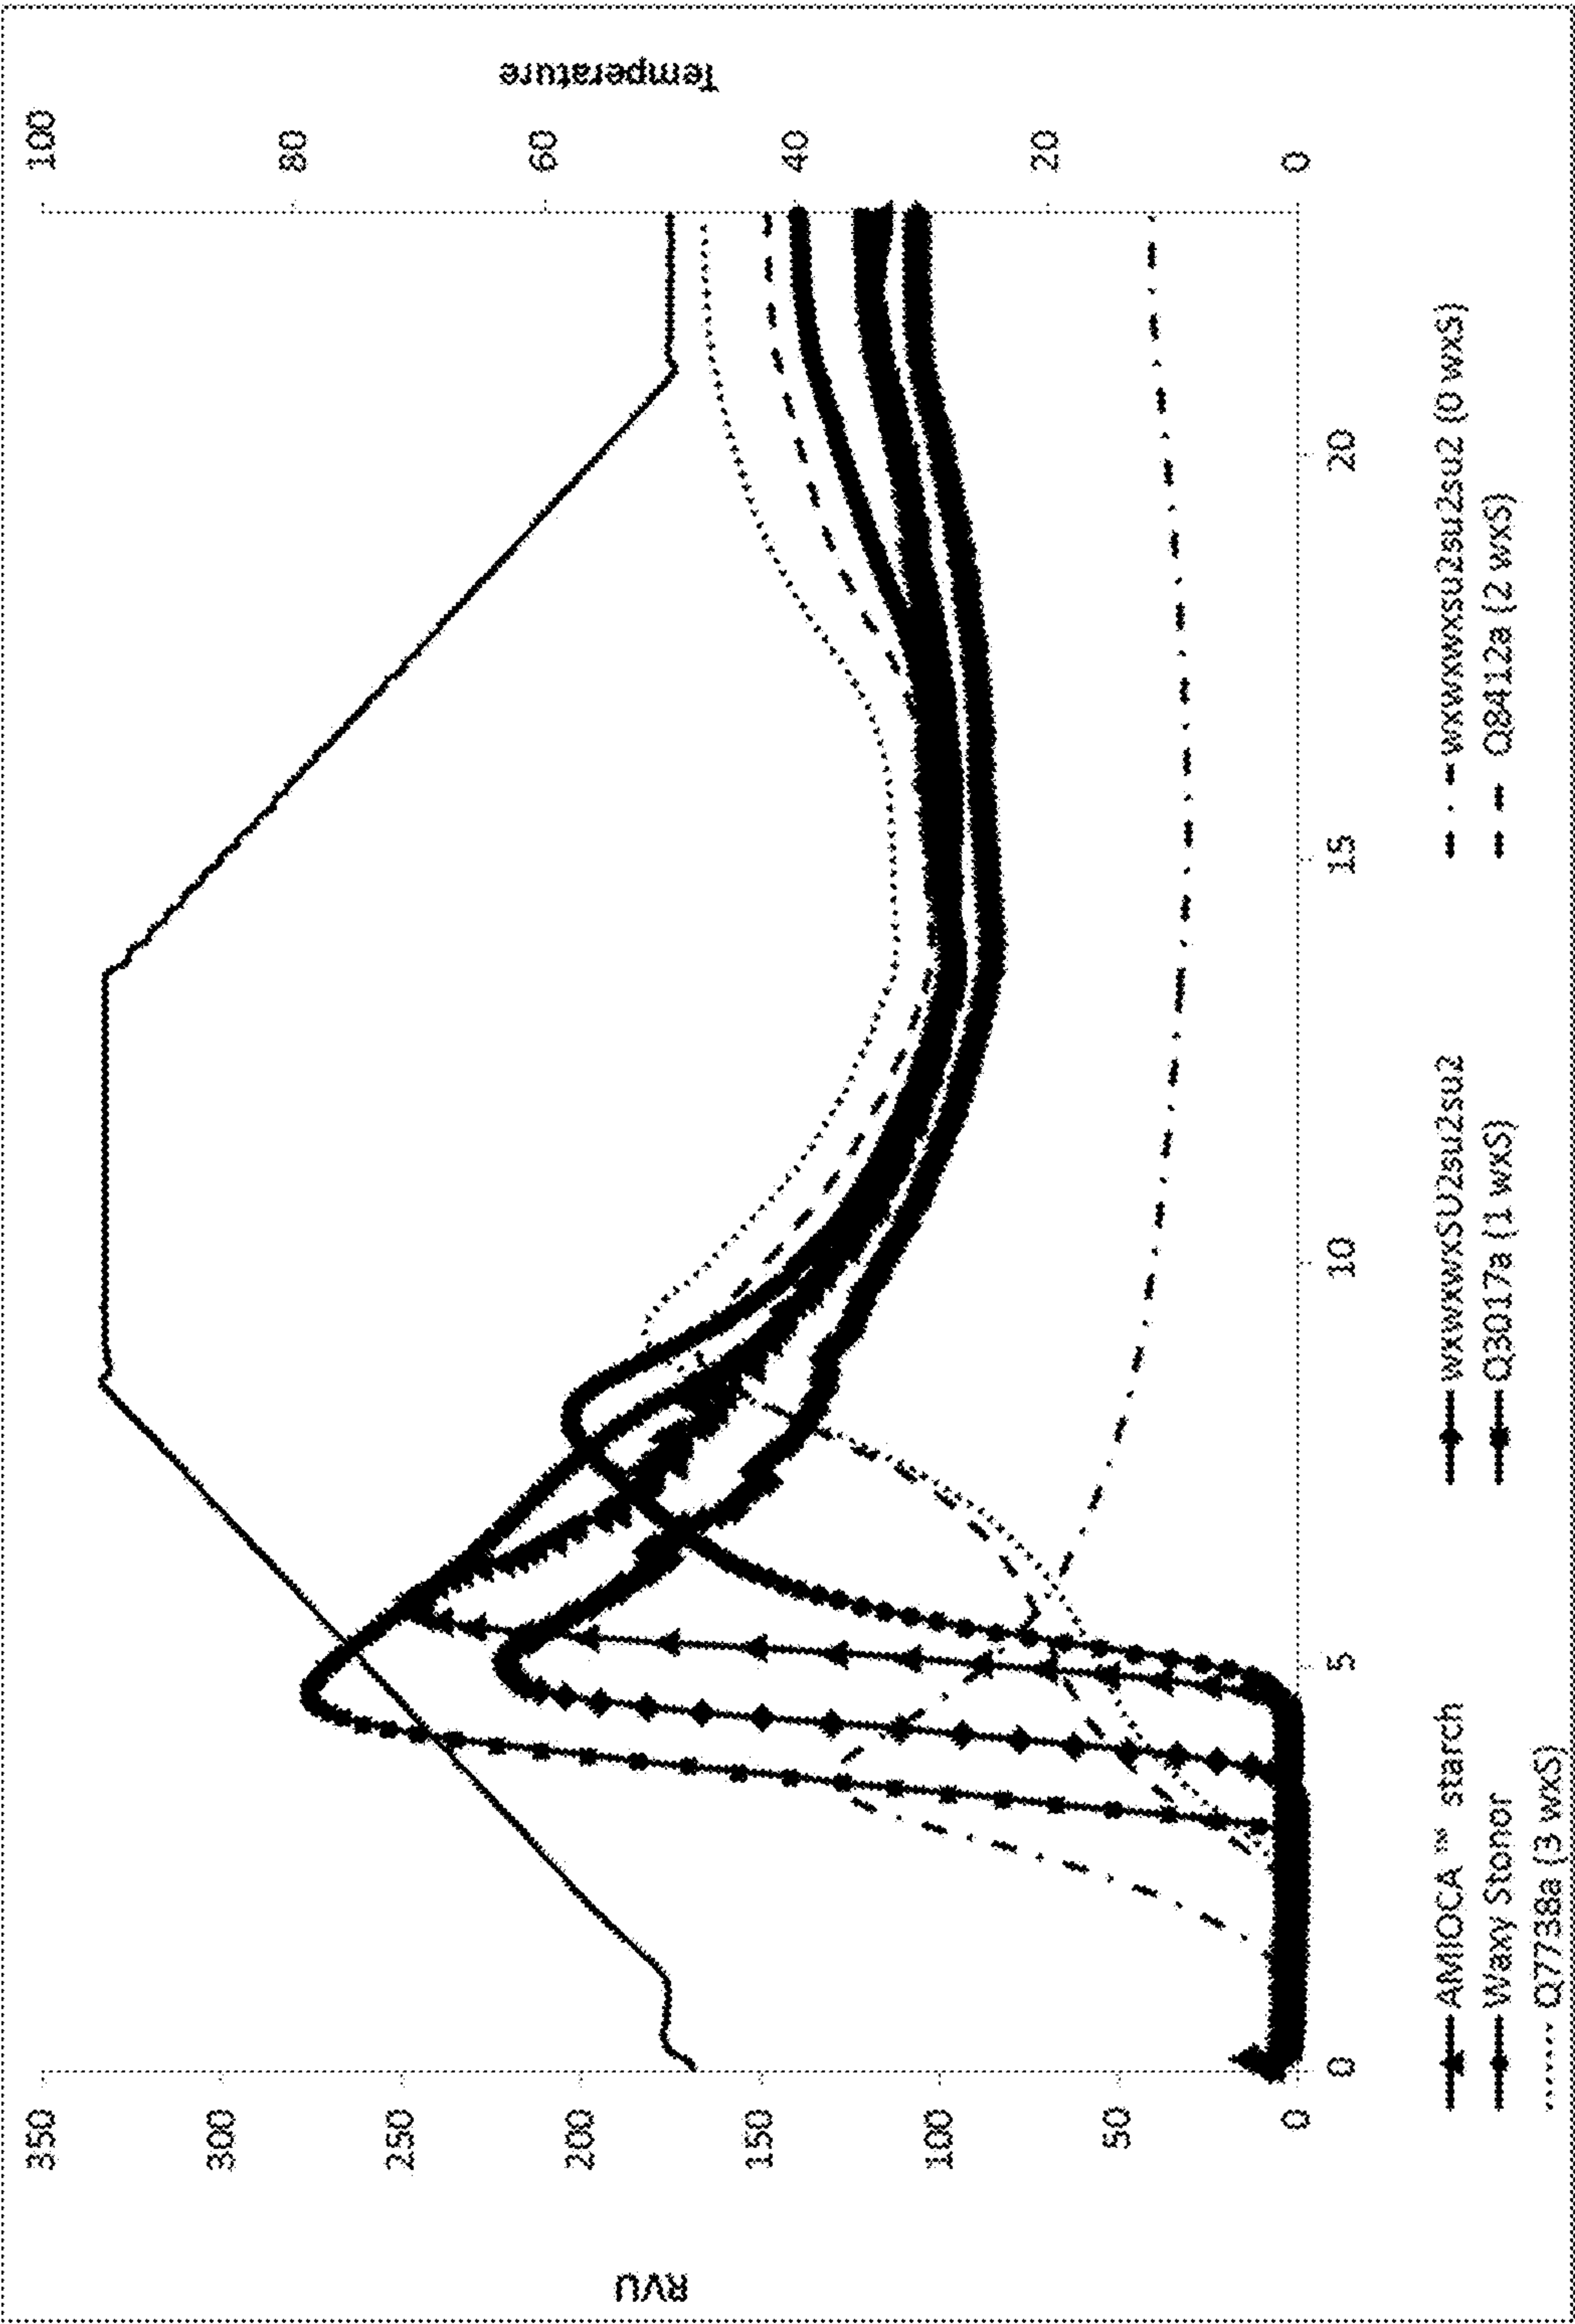 RVU
350
300
250
200
150
100
50
0
0
5
10
15
20
100
80
60
40
20
0
Temperature
AMIOCA™ starch
wxwxwxSU2su2su2
wxwxwxsu2su2su2 (0 wxS)
Waxy Stonor
Q3017a (1 wxS)
Q8412a (2 wxS)
Q7738a (3 wxS)